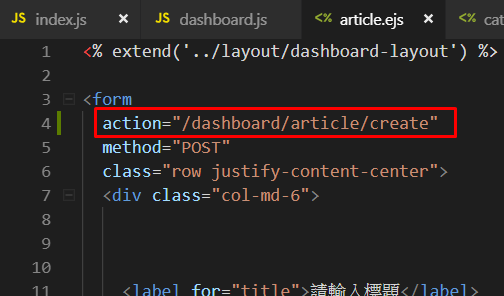 JS index.js JS dashboard.js <%> article.ejs <%> cat
1 <% extend('../layout/dashboard-layout') %>
2
3 <form
4 action="/dashboard/article/create"
5 method="POST"
6 class="row justify-content-center">
7 <div class="col-md-6">
8
9
10
11 <label for="title">請輸入標題</label>